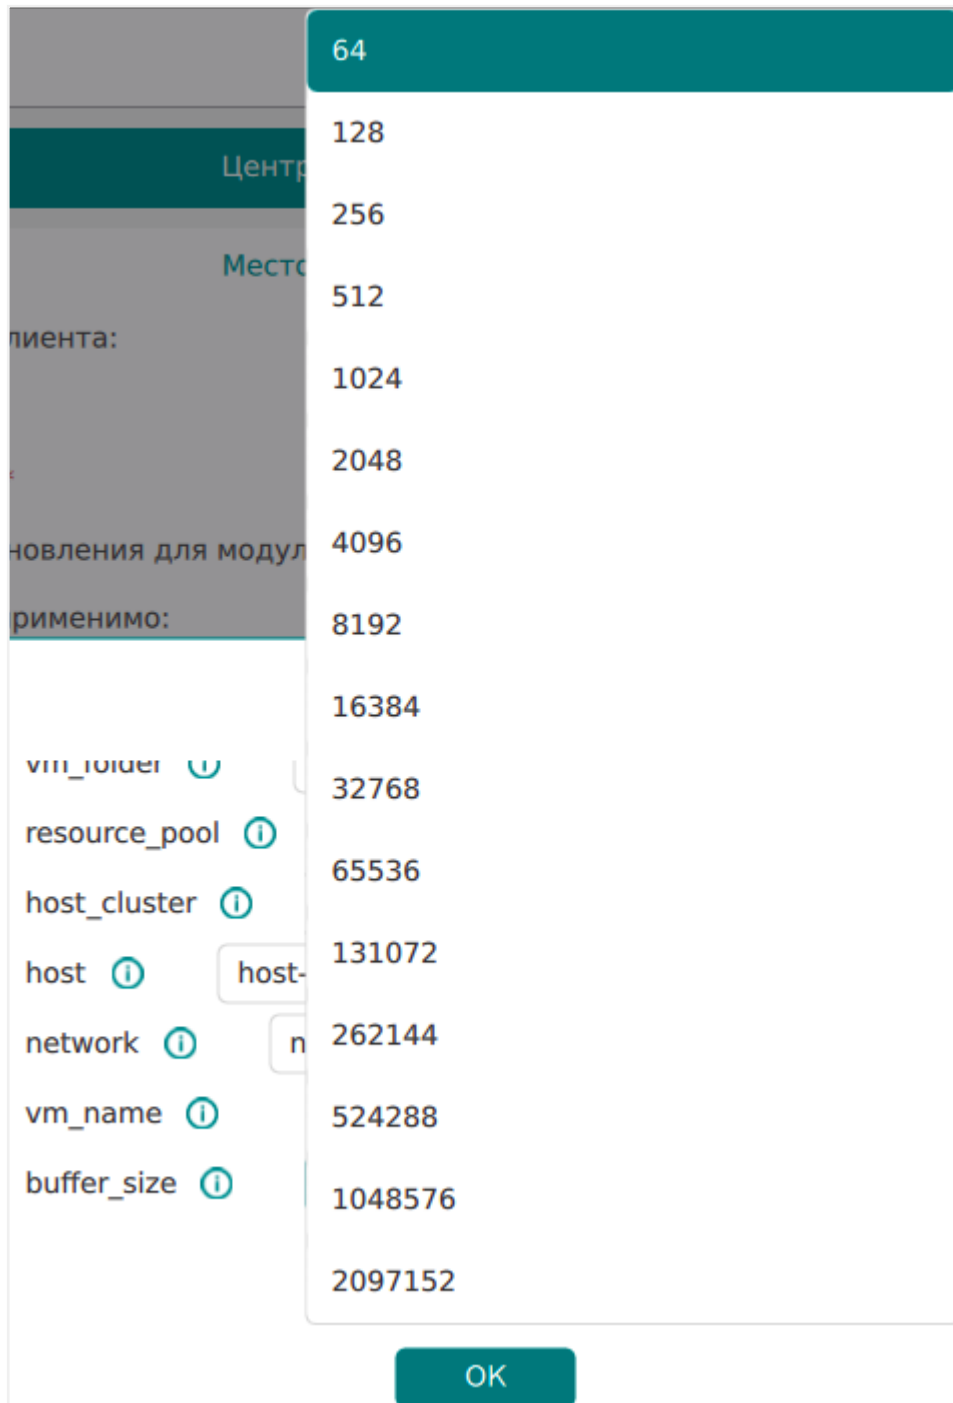 64
128
Центр
256
Место
512
лиента:
1024
2048
4096
новления для модул
рименимо:
8192
16384
vm_folder
32768
resource_pool
65536
host_cluster
131072
host
host-
262144
network
n
524288
vm_name
1048576
buffer_size
2097152
OK